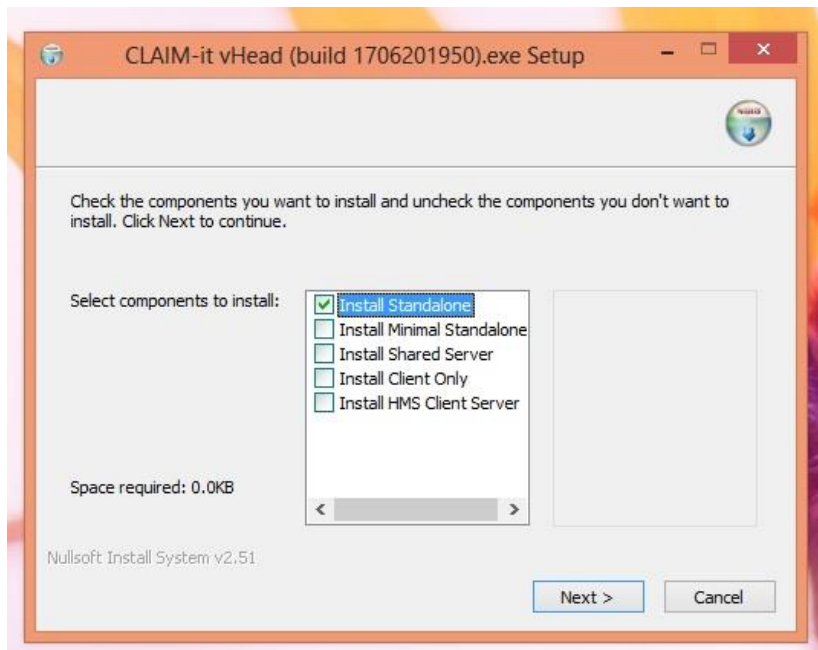 CLAIM-it vHead (build 1706201950).exe Setup
Check the components you want to install and uncheck the components you don't want to
install. Click Next to continue.
Select components to install:
Install Standalone
Install Minimal Standalone
Install Shared Server
Install Client Only
Install HMS Client Server
Space required: 0.0KB
Nullsoft Install System v2.51
Next >
Cancel